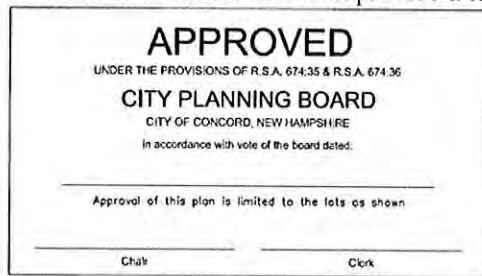 APPROVED
UNDER THE PROVISIONS OF R.S.A. 674:35 & R.S.A. 674:36
CITY PLANNING BOARD
CITY OF CONCORD, NEW HAMPSHIRE
In accordance with vote of the board dated:
Approval of this plan is limited to the lots as shown
Chair Clerk